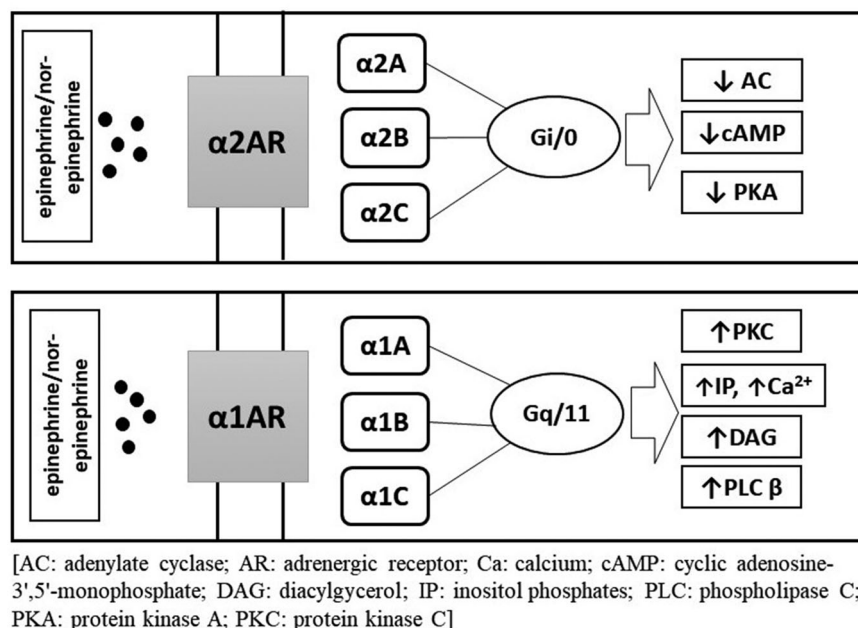 epinephrine/nor-
epinephrine
α2AR
α2A
α2B
α2C
Gi/0
↓ AC
↓cAMP
↓ PKA
epinephrine/nor-
epinephrine
α1AR
α1A
α1B
α1C
Gq/11
↑PKC
↑IP, ↑Ca²⁺
↑DAG
↑PLC β
[AC: adenylate cyclase; AR: adrenergic receptor; Ca: calcium; cAMP: cyclic adenosine-
3',5'-monophosphate; DAG: diacylgycerol; IP: inositol phosphates; PLC: phospholipase C;
PKA: protein kinase A; PKC: protein kinase C]